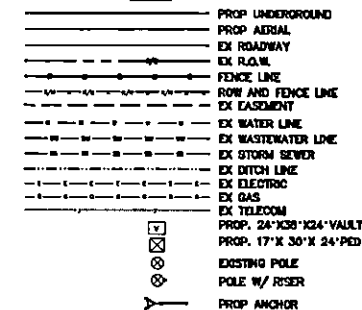 PROP UNDERGROUND
PROP AERIAL
EX ROADWAY
EX R.O.W.
FENCE LINE
ROW AND FENCE LINE
EX EASEMENT
EX WATER LINE
EX WASTEWATER LINE
EX STORM SEWER
EX DITCH LINE
EX ELECTRIC
EX GAS
EX TELECOM
PROP. 24"X36"X24"VAULT
PROP. 17"X 30"X 24"PED
EXISTING POLE
POLE W/ RISER
PROP ANCHOR